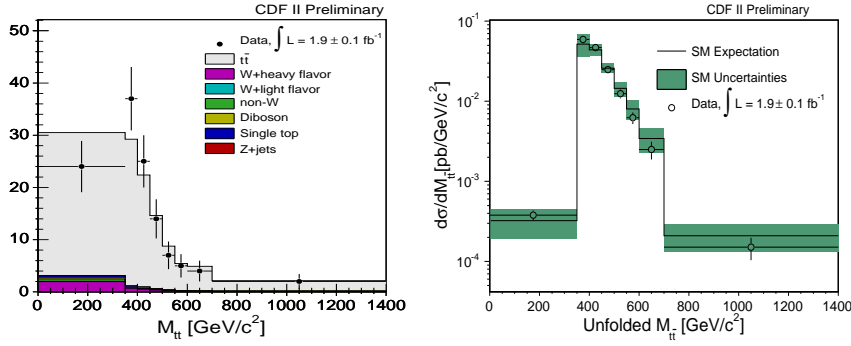 CDF II Preliminary
Data, ∫ L = 1.9 ± 0.1 fb⁻¹
tt̄
W+heavy flavor
W+light flavor
non-W
Diboson
Single top
Z+jets
50
40
30
20
10
0
0 200 400 600 800 1000 1200 1400
M_tt [GeV/c²]
CDF II Preliminary
SM Expectation
SM Uncertainties
Data, ∫ L = 1.9 ± 0.1 fb⁻¹
dσ/dM_tt̄ [pb/GeV/c²]
10⁻¹
10⁻²
10⁻³
10⁻⁴
0 200 400 600 800 1000 1200 1400
Unfolded M_tt̄ [GeV/c²]